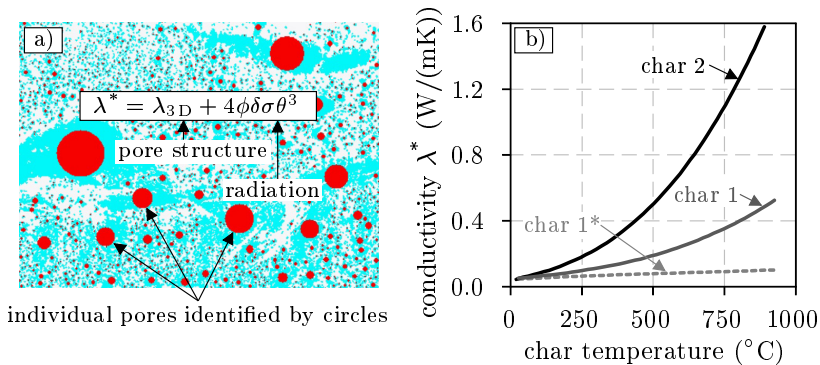 a)
λ* = λ3D + 4ϕδσθ³
pore structure
radiation
individual pores identified by circles
b)
conductivity λ* (W/(mK))
1.6
1.2
0.8
0.4
0.0
char 2
char 1
char 1*
0 250 500 750 1000
char temperature (°C)